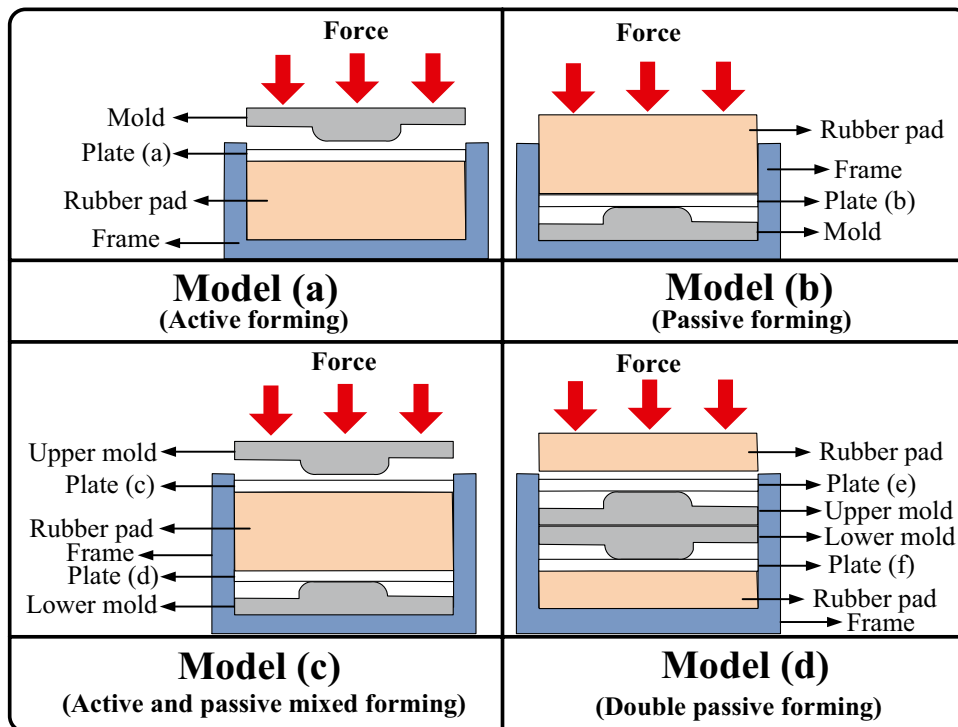 Force
Mold
Plate (a)
Rubber pad
Frame
Model (a)
(Active forming)
Force
Rubber pad
Frame
Plate (b)
Mold
Model (b)
(Passive forming)
Force
Upper mold
Plate (c)
Rubber pad
Frame
Plate (d)
Lower mold
Model (c)
(Active and passive mixed forming)
Force
Rubber pad
Plate (e)
Upper mold
Lower mold
Plate (f)
Rubber pad
Frame
Model (d)
(Double passive forming)